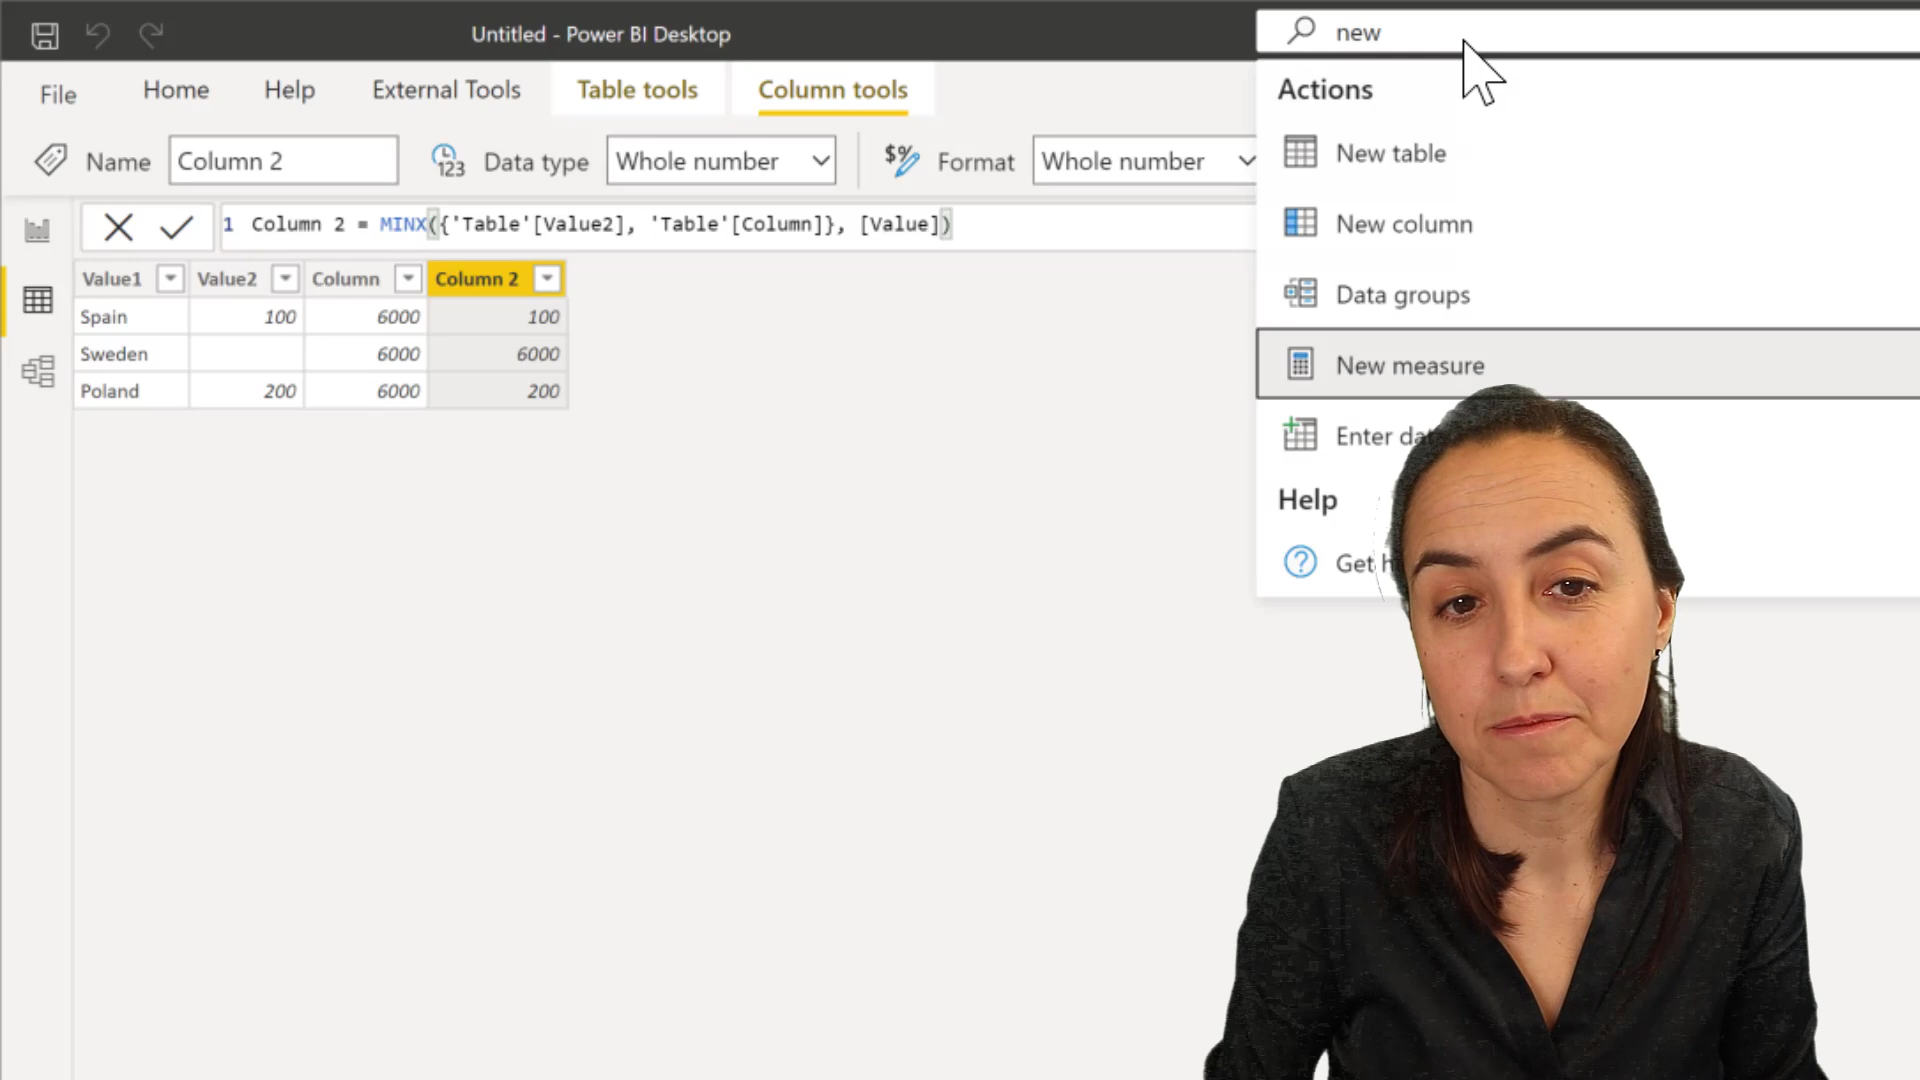 Untitled - Power BI Desktop
new
File Home Help External Tools Table tools Column tools
Actions
Name Column 2 Data type Whole number Format Whole number
New table
1 Column 2 = MINX({'Table'[Value2], 'Table'[Column]}, [Value])
New column
Value1 Value2 Column Column 2
Spain 100 6000 100
Sweden 6000 6000
Poland 200 6000 200
Data groups
New measure
Enter
Help
Get